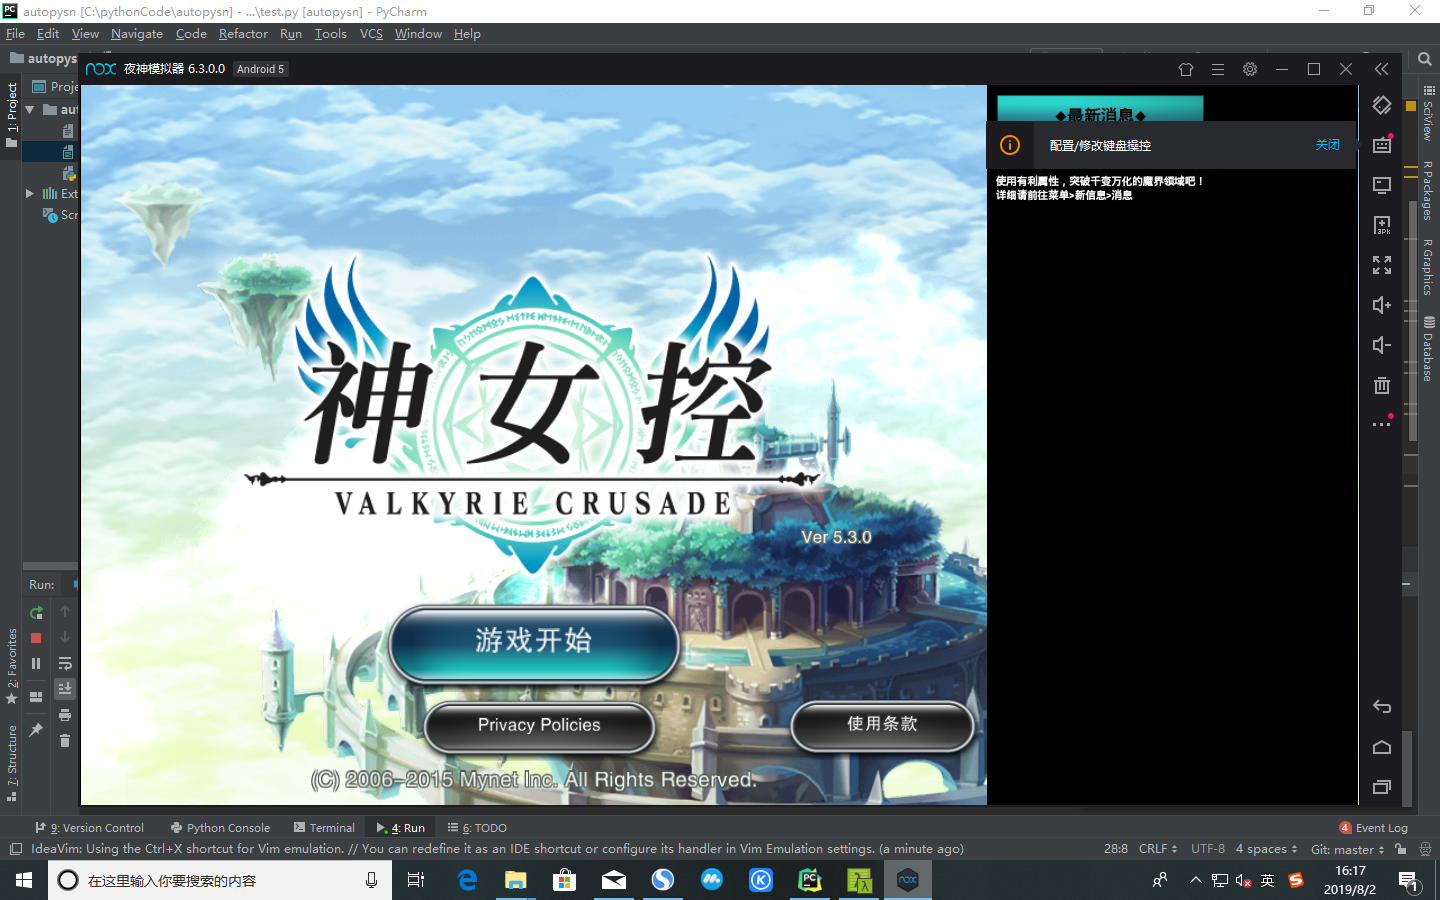 autopysn [C:\pythonCode\autopysn] - ...\test.py [autopysn] - PyCharm
File Edit View Navigate Code Refactor Run Tools VCS Window Help
autopys
nox 夜神模拟器 6.3.0.0 Android 5
1: Project
Proje
au
Ext
Scr
◆最新消息◆
配置/修改键盘操控 关闭
使用有利属性，突破千变万化的魔界领域吧！
详细请前往菜单>新信息>消息
SciView
R Packages
R Graphics
Database
神女控
VALKYRIE CRUSADE
Ver 5.3.0
游戏开始
Privacy Policies
使用条款
(C) 2006-2015 Mynet Inc. All Rights Reserved.
Run:
2: Favorites
7: Structure
9: Version Control Python Console Terminal 4: Run 6: TODO 4 Event Log
IdeaVim: Using the Ctrl+X shortcut for Vim emulation. // You can redefine it as an IDE shortcut or configure its handler in Vim Emulation settings. (a minute ago) 28:8 CRLF UTF-8 4 spaces Git: master
在这里输入你要搜索的内容
英
16:17
2019/8/2
1